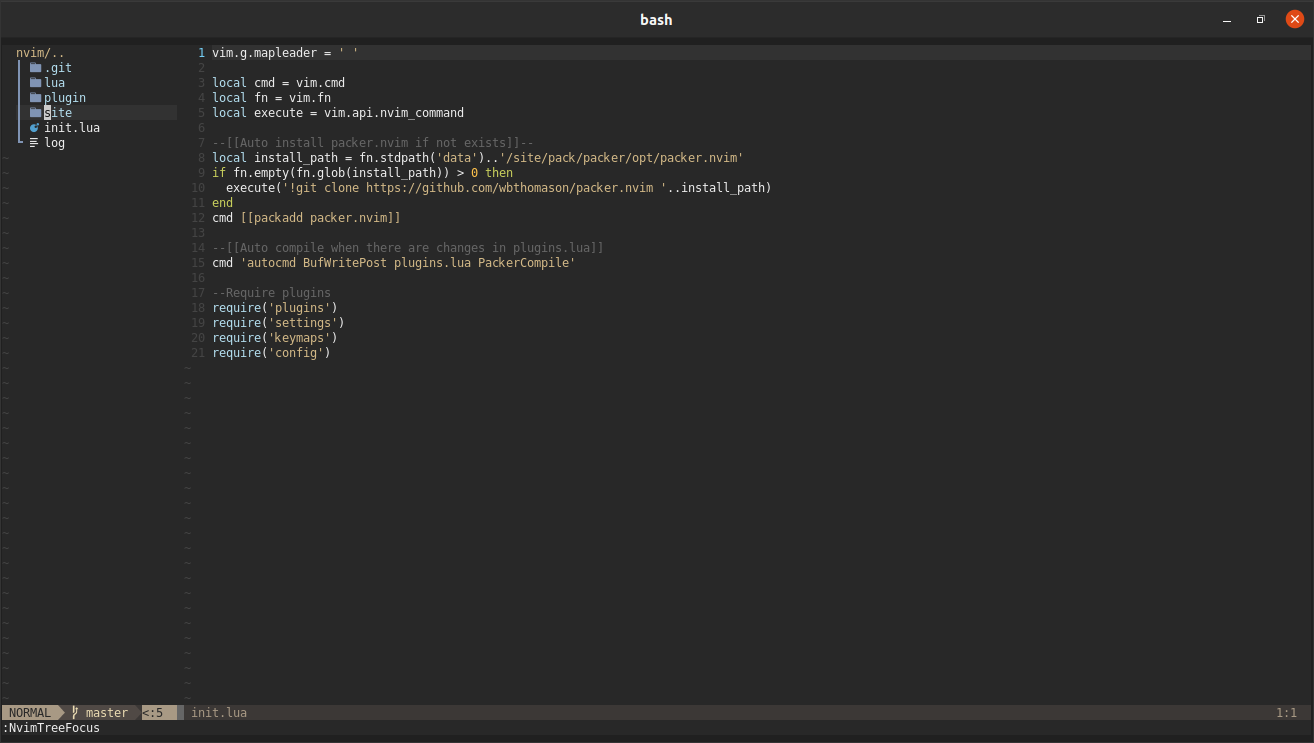 bash
nvim/..
.git
lua
plugin
site
init.lua
log
1 vim.g.mapleader = ' '
2
3 local cmd = vim.cmd
4 local fn = vim.fn
5 local execute = vim.api.nvim_command
6
7 --[[Auto install packer.nvim if not exists]]--
8 local install_path = fn.stdpath('data')..'/site/pack/packer/opt/packer.nvim'
9 if fn.empty(fn.glob(install_path)) > 0 then
10   execute('!git clone https://github.com/wbthomason/packer.nvim '..install_path)
11 end
12 cmd [[packadd packer.nvim]]
13
14 --[[Auto compile when there are changes in plugins.lua]]
15 cmd 'autocmd BufWritePost plugins.lua PackerCompile'
16
17 --Require plugins
18 require('plugins')
19 require('settings')
20 require('keymaps')
21 require('config')
NORMAL master <:5 init.lua 1:1
:NvimTreeFocus